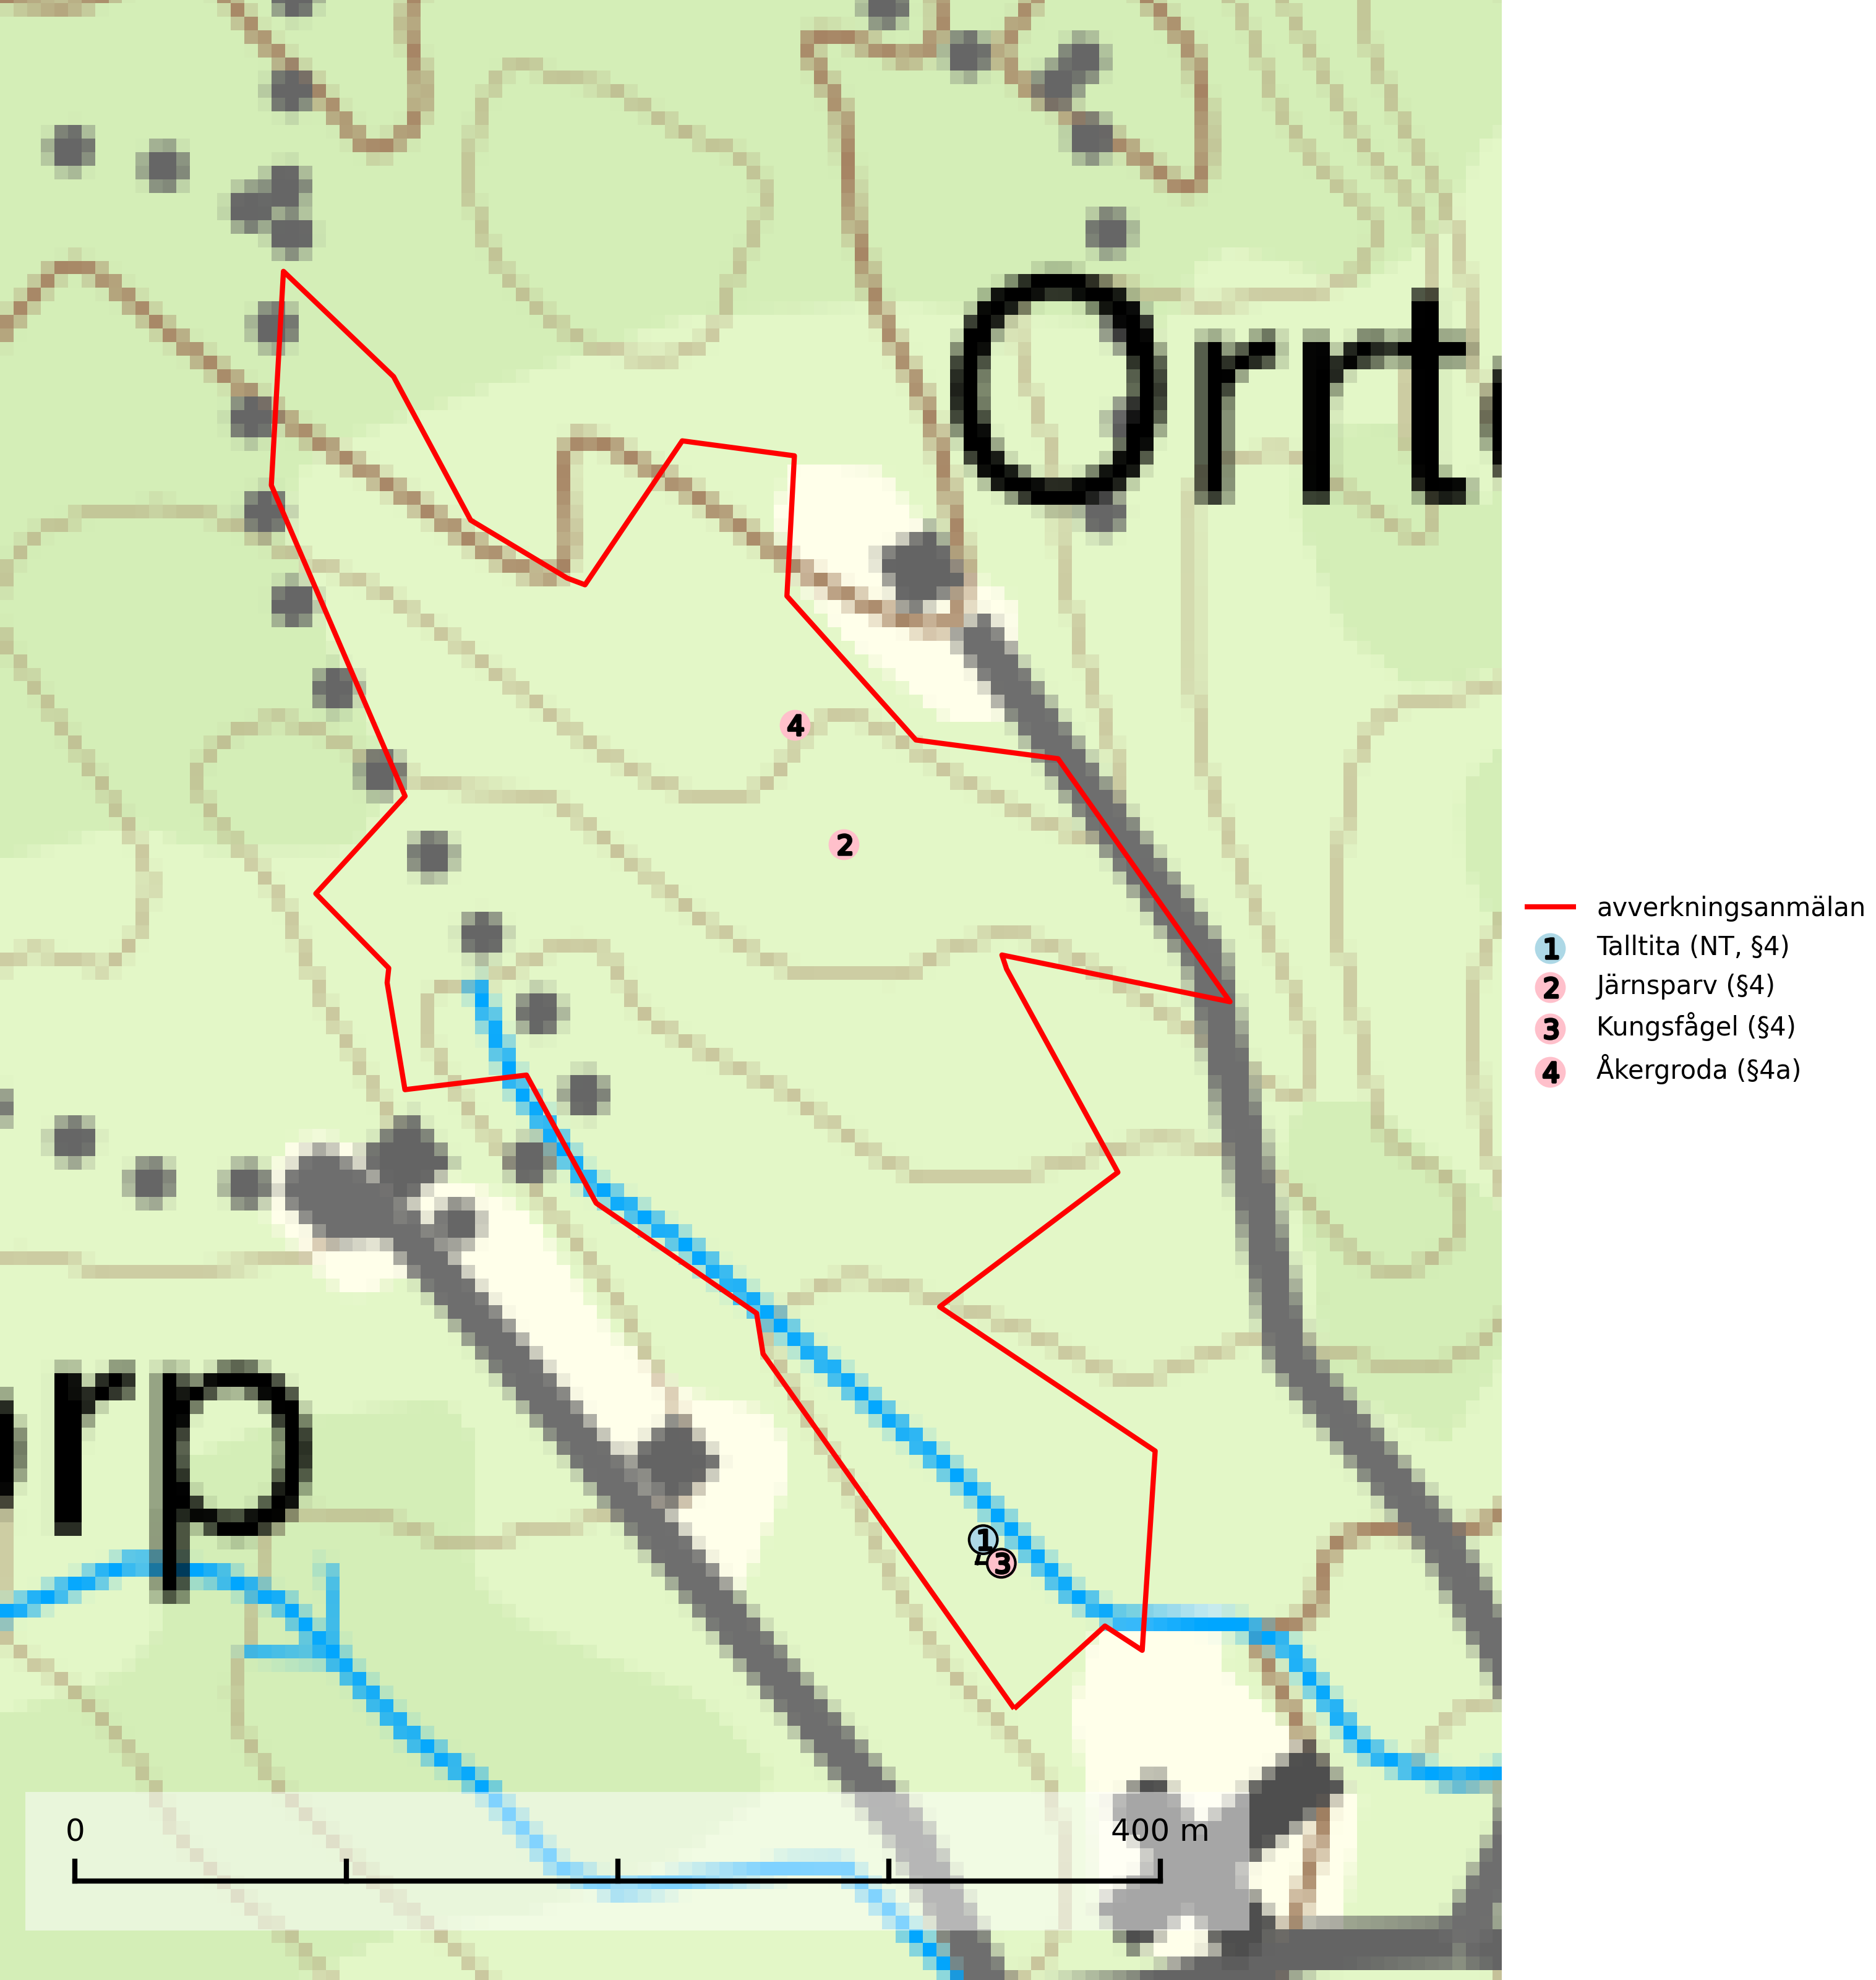 Orrt
4
2
rp
1
3
0 400 m
avverkningsanmälan
1 Talltita (NT, §4)
2 Järnsparv (§4)
3 Kungsfågel (§4)
4 Åkergroda (§4a)